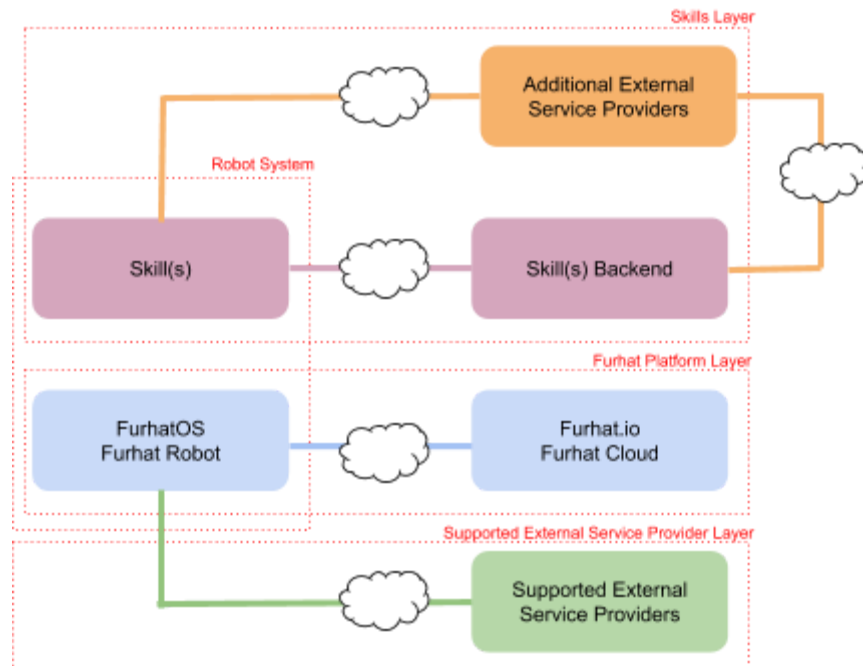 Skills Layer
Additional External
Service Providers
Robot System
Skill(s)
Skill(s) Backend
Furhat Platform Layer
FurhatOS
Furhat Robot
Furhat.io
Furhat Cloud
Supported External Service Provider Layer
Supported External
Service Providers